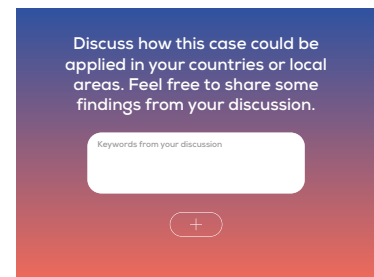 Discuss how this case could be
applied in your countries or local
areas. Feel free to share some
findings from your discussion.
Keywords from your discussion
+